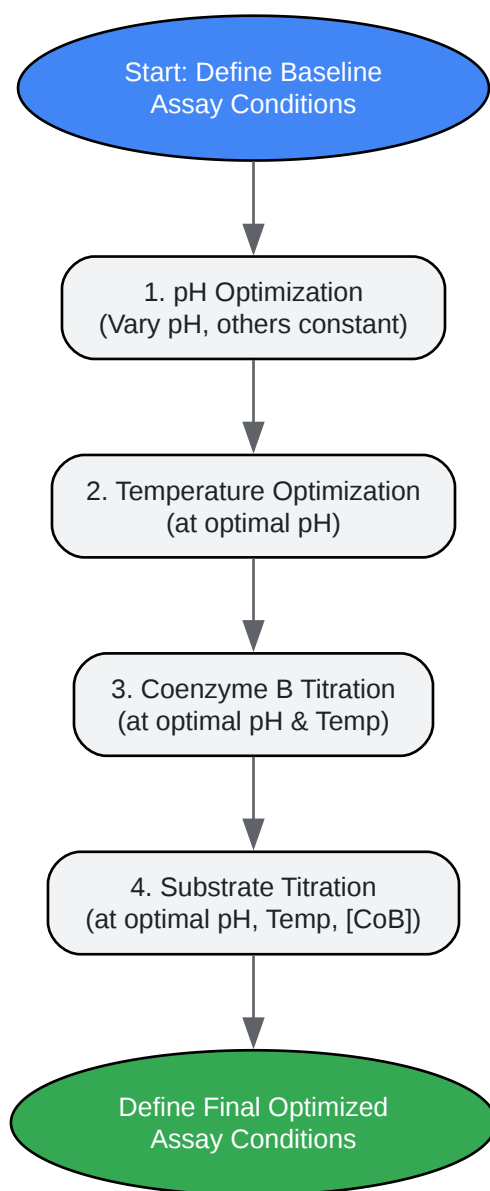 Start: Define Baseline
Assay Conditions
1. pH Optimization
(Vary pH, others constant)
2. Temperature Optimization
(at optimal pH)
3. Coenzyme B Titration
(at optimal pH & Temp)
4. Substrate Titration
(at optimal pH, Temp, [CoB])
Define Final Optimized
Assay Conditions